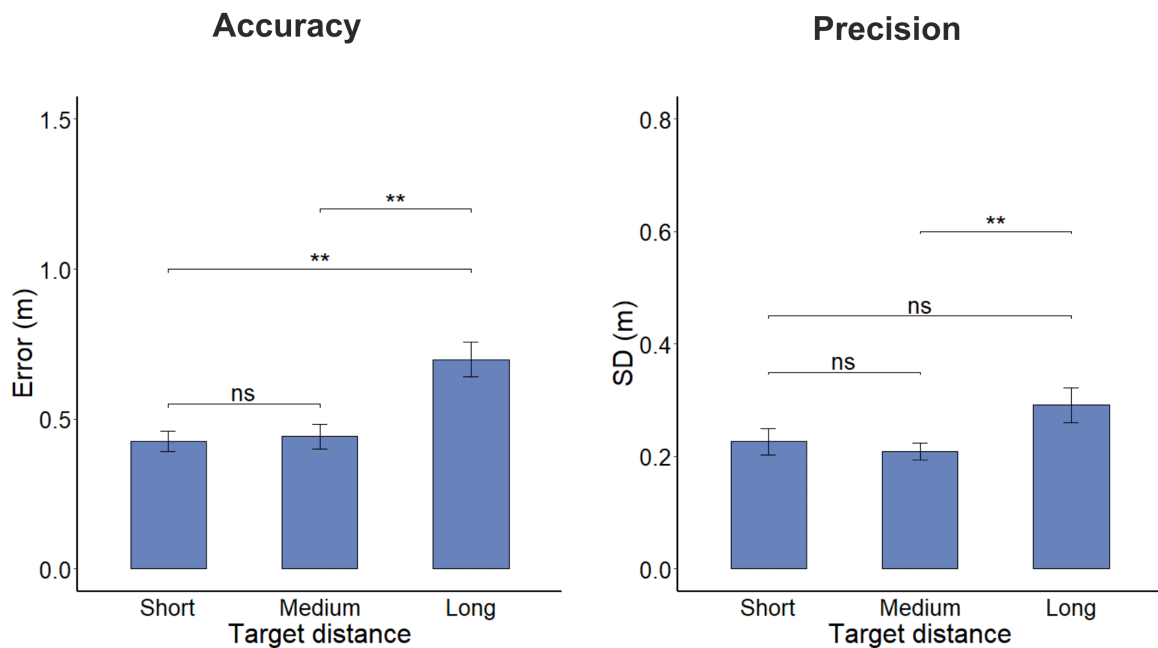 Accuracy
Error (m)
1.5
1.0
0.5
0.0
**
**
ns
Short Medium Long
Target distance
Precision
SD (m)
0.8
0.6
0.4
0.2
0.0
**
ns
ns
Short Medium Long
Target distance